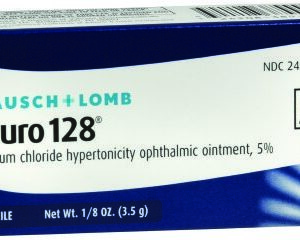 NDC 24
AUSCH + LOMB
uro 128®
um chloride hypertonicity ophthalmic ointment, 5%
ILE Net Wt. 1/8 OZ. (3.5 g)